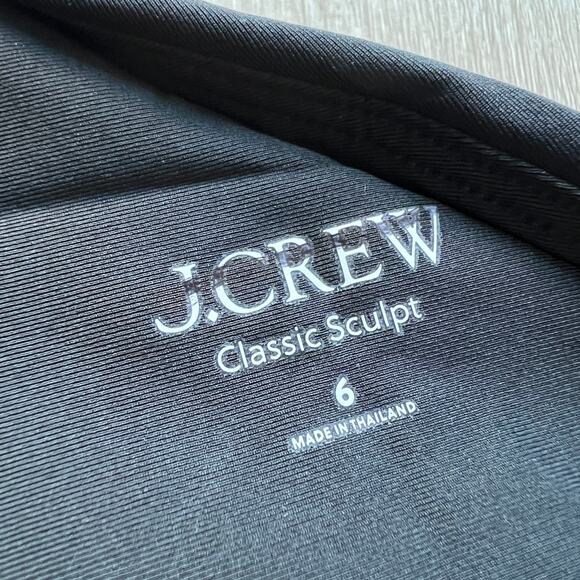 J.CREW
Classic Sculpt
6
MADE IN THAILAND